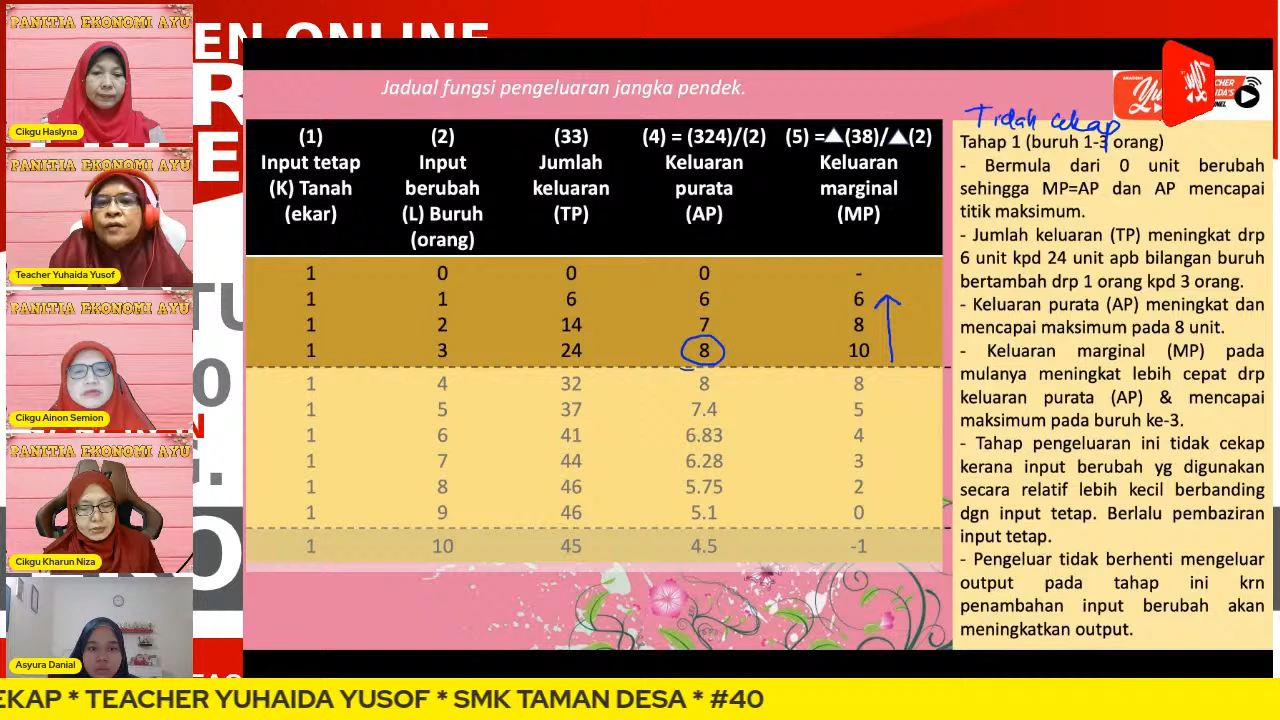 PANITIA EKONOMI AYU
Cikgu Haslyna
PANITIA EKONOMI AYU
Teacher Yuhaida Yusof
PANITIA EKONOMI AYU
Cikgu Ainon Semion
PANITIA EKONOMI AYU
Cikgu Kharun Niza
Asyura Danial
EN ONLINE
Jadual fungsi pengeluaran jangka pendek.
(1) (2) (33) (4) = (324)/(2) (5) =▲(38)/▲(2)
Input tetap Input Jumlah Keluaran Keluaran
(K) Tanah berubah keluaran purata marginal
(ekar) (L) Buruh (TP) (AP) (MP)
(orang)
1 0 0 0 -
1 1 6 6 6
1 2 14 7 8
1 3 24 8 10
1 4 32 8 8
1 5 37 7.4 5
1 6 41 6.83 4
1 7 44 6.28 3
1 8 46 5.75 2
1 9 46 5.1 0
1 10 45 4.5 -1
Tidak cekap
Tahap 1 (buruh 1-3 orang)
- Bermula dari 0 unit berubah
sehingga MP=AP dan AP mencapai
titik maksimum.
- Jumlah keluaran (TP) meningkat drp
6 unit kpd 24 unit apb bilangan buruh
bertambah drp 1 orang kpd 3 orang.
- Keluaran purata (AP) meningkat dan
mencapai maksimum pada 8 unit.
- Keluaran marginal (MP) pada
mulanya meningkat lebih cepat drp
keluaran purata (AP) & mencapai
maksimum pada buruh ke-3.
- Tahap pengeluaran ini tidak cekap
kerana input berubah yg digunakan
secara relatif lebih kecil berbanding
dgn input tetap. Berlalu pembaziran
input tetap.
- Pengeluar tidak berhenti mengeluar
output pada tahap ini krn
penambahan input berubah akan
meningkatkan output.
EKAP * TEACHER YUHAIDA YUSOF * SMK TAMAN DESA * #40